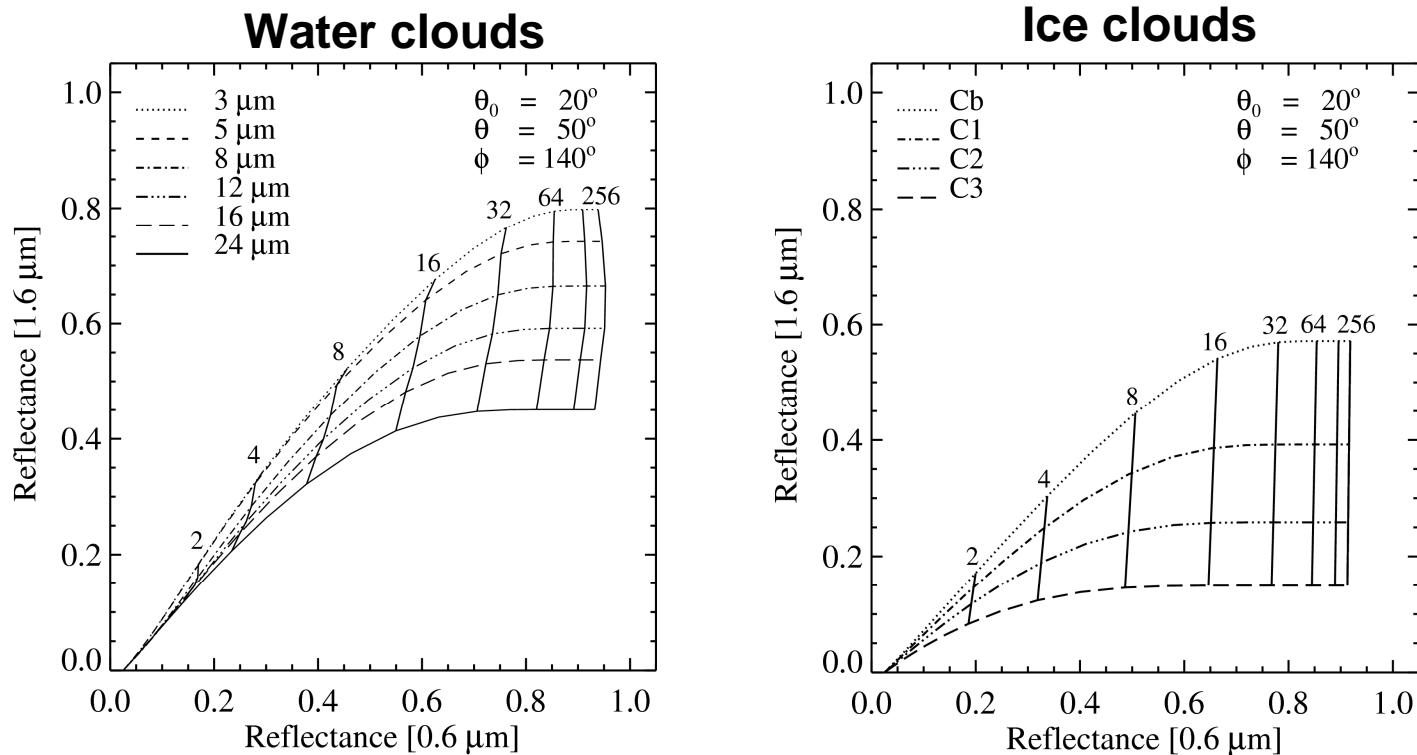 Water clouds
1.0
0.8
0.6
0.4
0.2
0.0
0.0 0.2 0.4 0.6 0.8 1.0
Reflectance [1.6 μm]
Reflectance [0.6 μm]
3 μm
5 μm
8 μm
12 μm
16 μm
24 μm
θ₀ = 20°
θ = 50°
ϕ = 140°
2
4
8
16
32
64
256
Ice clouds
1.0
0.8
0.6
0.4
0.2
0.0
0.0 0.2 0.4 0.6 0.8 1.0
Reflectance [1.6 μm]
Reflectance [0.6 μm]
Cb
C1
C2
C3
θ₀ = 20°
θ = 50°
ϕ = 140°
2
4
8
16
32
64
256